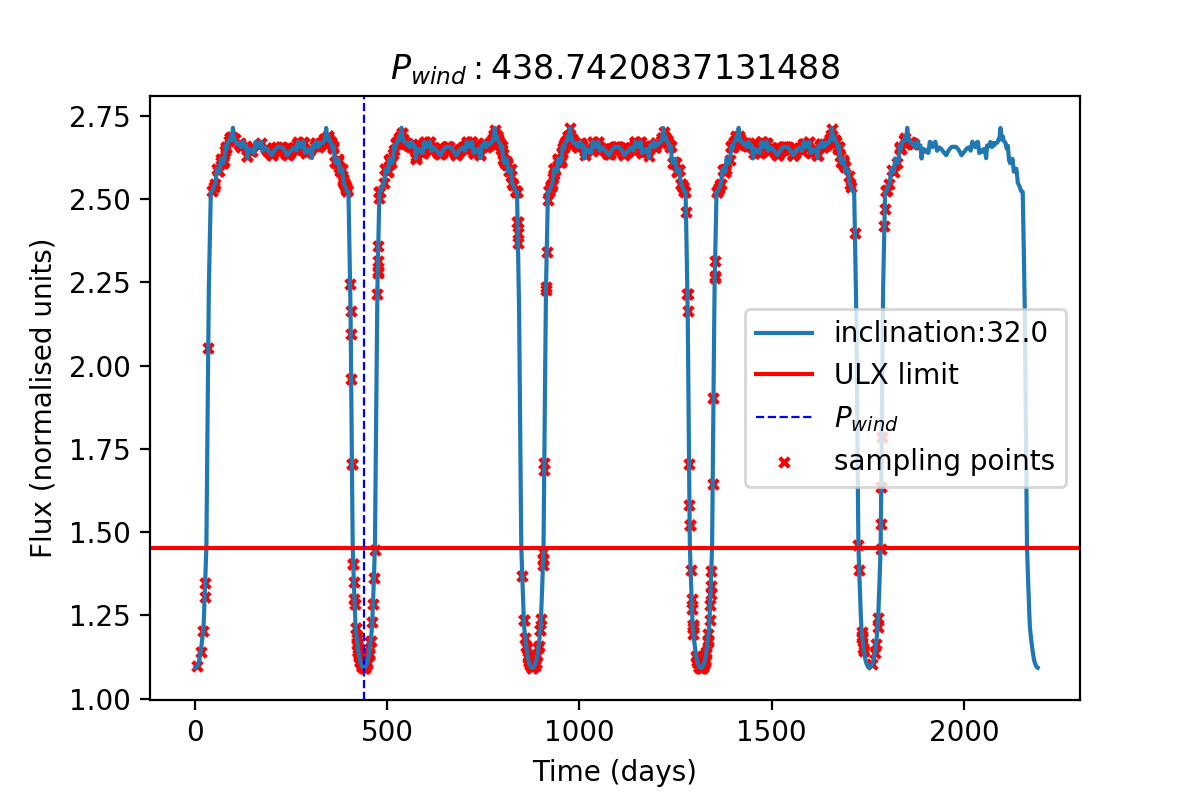 P_wind : 438.7420837131488
2.75
2.50
2.25
2.00
1.75
1.50
1.25
1.00
Flux (normalised units)
inclination:32.0
ULX limit
P_wind
sampling points
0
500
1000
1500
2000
Time (days)